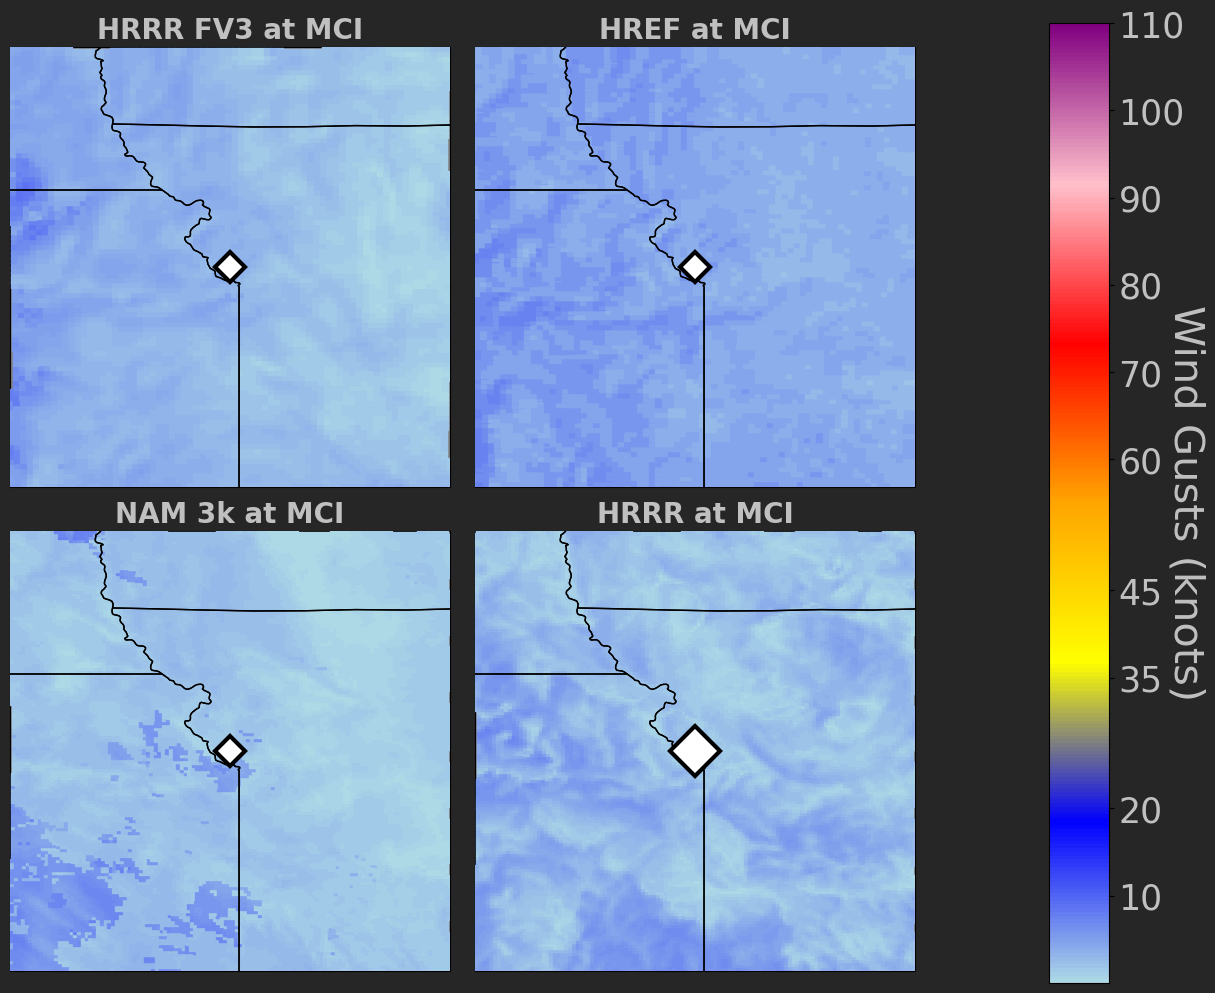 HRRR FV3 at MCI
HREF at MCI
NAM 3k at MCI
HRRR at MCI
110
100
90
80
70
60
45
35
20
10
Wind Gusts (knots)